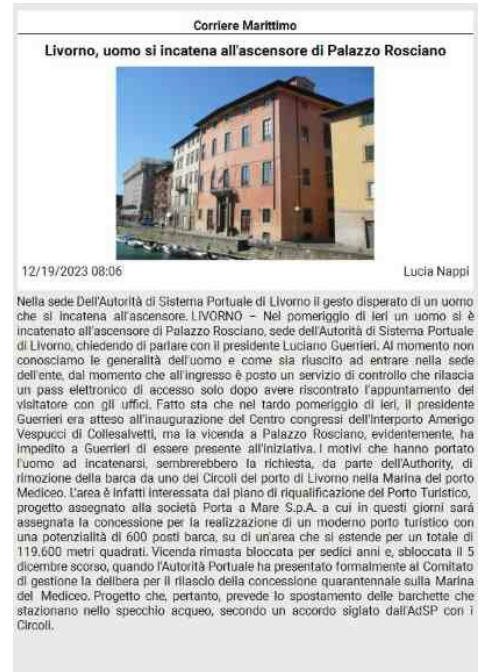 Corriere Marittimo
Livorno, uomo si incatena all'ascensore di Palazzo Rosciano
12/19/2023 08:06
Lucia Nappi
Nella sede Dell'Autorità di Sistema Portuale di Livorno il gesto disperato di un uomo
che si incatena all'ascensore. LIVORNO – Nel pomeriggio di ieri un uomo si è
incatenato all'ascensore di Palazzo Rosciano, sede dell'Autorità di Sistema Portuale
di Livorno, chiedendo di parlare con il presidente Luciano Guerrieri. Al momento non
conosciamo le generalità dell'uomo e come sia riuscito ad entrare nella sede
dell'ente, dal momento che all'ingresso è posto un servizio di controllo che rilascia
un pass elettronico di accesso solo dopo avere riscontrato l'appuntamento del
visitatore con gli uffici. Fatto sta che nel tardo pomeriggio di ieri, il presidente
Guerrieri era atteso all'inaugurazione del Centro congressi dell'Interporto Amerigo
Vespucci di Collesalvetti, ma la vicenda a Palazzo Rosciano, evidentemente, ha
impedito a Guerrieri di essere presente all'iniziativa. I motivi che hanno portato
l'uomo ad incatenarsi, sembrerebbero la richiesta, da parte dell'Authority, di
rimozione della barca da uno dei Circoli del porto di Livorno nella Marina del porto
Mediceo. L'area è infatti interessata dal piano di riqualificazione del Porto Turistico,
progetto assegnato alla società Porta a Mare S.p.A. a cui in questi giorni sarà
assegnata la concessione per la realizzazione di un moderno porto turistico con
una potenzialità di 600 posti barca, su di un'area che si estende per un totale di
119.600 metri quadrati. Vicenda rimasta bloccata per sedici anni e, sbloccata il 5
dicembre scorso, quando l'Autorità Portuale ha presentato formalmente al Comitato
di gestione la delibera per il rilascio della concessione quarantennale sulla Marina
del Mediceo. Progetto che, pertanto, prevede lo spostamento delle barchette che
stazionano nello specchio acqueo, secondo un accordo siglato dall'AdSP con i
Circoli.